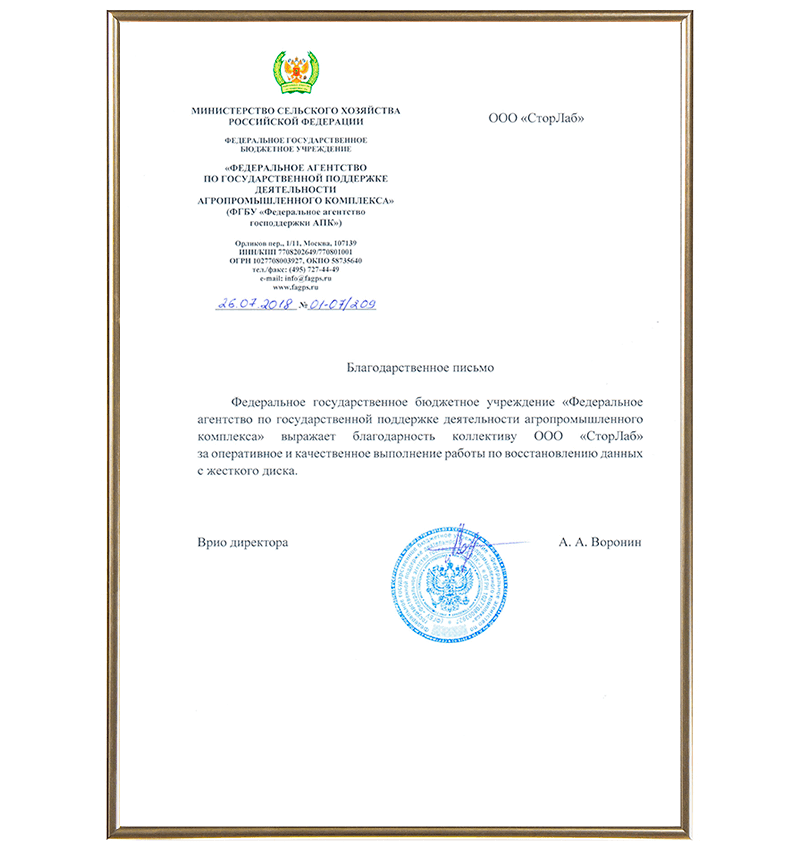 МИНИСТЕРСТВО СЕЛЬСКОГО ХОЗЯЙСТВА
РОССИЙСКОЙ ФЕДЕРАЦИИ
ФЕДЕРАЛЬНОЕ ГОСУДАРСТВЕННОЕ
БЮДЖЕТНОЕ УЧРЕЖДЕНИЕ
«ФЕДЕРАЛЬНОЕ АГЕНТСТВО
ПО ГОСУДАРСТВЕННОЙ ПОДДЕРЖКЕ
ДЕЯТЕЛЬНОСТИ
АГРОПРОМЫШЛЕННОГО КОМПЛЕКСА»
(ФГБУ «Федеральное агентство
господдержки АПК»)
Орликов пер., 1/11, Москва, 107139
ИНН/КПП 7708202649/770801001
ОГРН 1027708003927, ОКПО 58735640
тел./факс: (495) 727-44-49
e-mail: info@fagps.ru
www.fagps.ru
26.07.2018 № 01-07/209
ООО «СторЛаб»
Благодарственное письмо
Федеральное государственное бюджетное учреждение «Федеральное
агентство по государственной поддержке деятельности агропромышленного
комплекса» выражает благодарность коллективу ООО «СторЛаб»
за оперативное и качественное выполнение работы по восстановлению данных
с жесткого диска.
Врио директора
А. А. Воронин